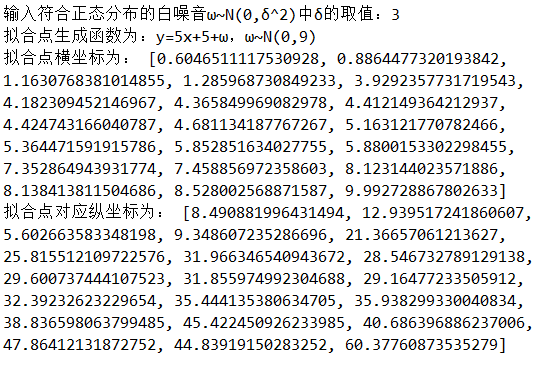 输入符合正态分布的白噪音ω~N(0,δ^2)中δ的取值：3
拟合点生成函数为：y=5x+5+ω，ω~N(0,9)
拟合点横坐标为： [0.6046511117530928, 0.8864477320193842,
1.1630768381014855, 1.285968730849233, 3.9292357731719543,
4.182309452146967, 4.365849969082978, 4.412149364212937,
4.424743166040787, 4.681134187767267, 5.163121770782466,
5.364471591915786, 5.852851634027755, 5.8800153302298455,
7.352864943931774, 7.458856972358603, 8.123144023571886,
8.138413811504686, 8.528002568871587, 9.992728867802633]
拟合点对应纵坐标为： [8.490881996431494, 12.939517241860607,
5.602663583348198, 9.348607235286696, 21.36657061213627,
25.815512109722576, 31.966346540943672, 28.546732789129138,
29.600737444107523, 31.855974992304688, 29.16477233505912,
32.39232623229654, 35.444135380634705, 35.938299330040834,
38.836598063799485, 45.422450926233985, 40.686396886237006,
47.86412131872752, 44.83919150283252, 60.37760873535279]